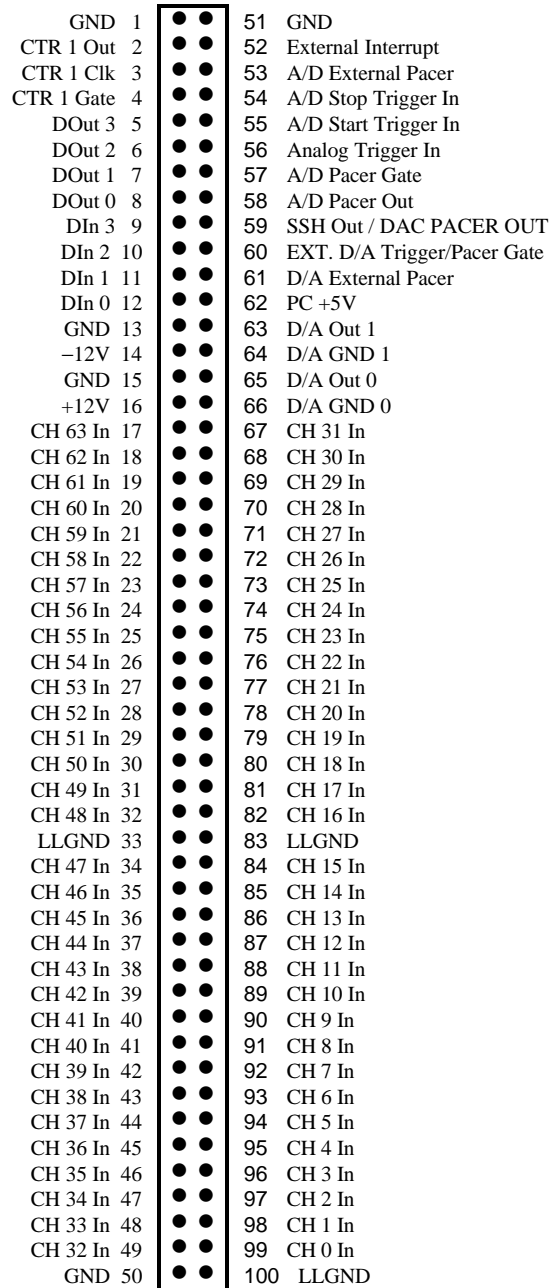 GND 1 51 GND
CTR 1 Out 2 52 External Interrupt
CTR 1 Clk 3 53 A/D External Pacer
CTR 1 Gate 4 54 A/D Stop Trigger In
DOut 3 5 55 A/D Start Trigger In
DOut 2 6 56 Analog Trigger In
DOut 1 7 57 A/D Pacer Gate
DOut 0 8 58 A/D Pacer Out
DIn 3 9 59 SSH Out / DAC PACER OUT
DIn 2 10 60 EXT. D/A Trigger/Pacer Gate
DIn 1 11 61 D/A External Pacer
DIn 0 12 62 PC +5V
GND 13 63 D/A Out 1
−12V 14 64 D/A GND 1
GND 15 65 D/A Out 0
+12V 16 66 D/A GND 0
CH 63 In 17 67 CH 31 In
CH 62 In 18 68 CH 30 In
CH 61 In 19 69 CH 29 In
CH 60 In 20 70 CH 28 In
CH 59 In 21 71 CH 27 In
CH 58 In 22 72 CH 26 In
CH 57 In 23 73 CH 25 In
CH 56 In 24 74 CH 24 In
CH 55 In 25 75 CH 23 In
CH 54 In 26 76 CH 22 In
CH 53 In 27 77 CH 21 In
CH 52 In 28 78 CH 20 In
CH 51 In 29 79 CH 19 In
CH 50 In 30 80 CH 18 In
CH 49 In 31 81 CH 17 In
CH 48 In 32 82 CH 16 In
LLGND 33 83 LLGND
CH 47 In 34 84 CH 15 In
CH 46 In 35 85 CH 14 In
CH 45 In 36 86 CH 13 In
CH 44 In 37 87 CH 12 In
CH 43 In 38 88 CH 11 In
CH 42 In 39 89 CH 10 In
CH 41 In 40 90 CH 9 In
CH 40 In 41 91 CH 8 In
CH 39 In 42 92 CH 7 In
CH 38 In 43 93 CH 6 In
CH 37 In 44 94 CH 5 In
CH 36 In 45 95 CH 4 In
CH 35 In 46 96 CH 3 In
CH 34 In 47 97 CH 2 In
CH 33 In 48 98 CH 1 In
CH 32 In 49 99 CH 0 In
GND 50 100 LLGND